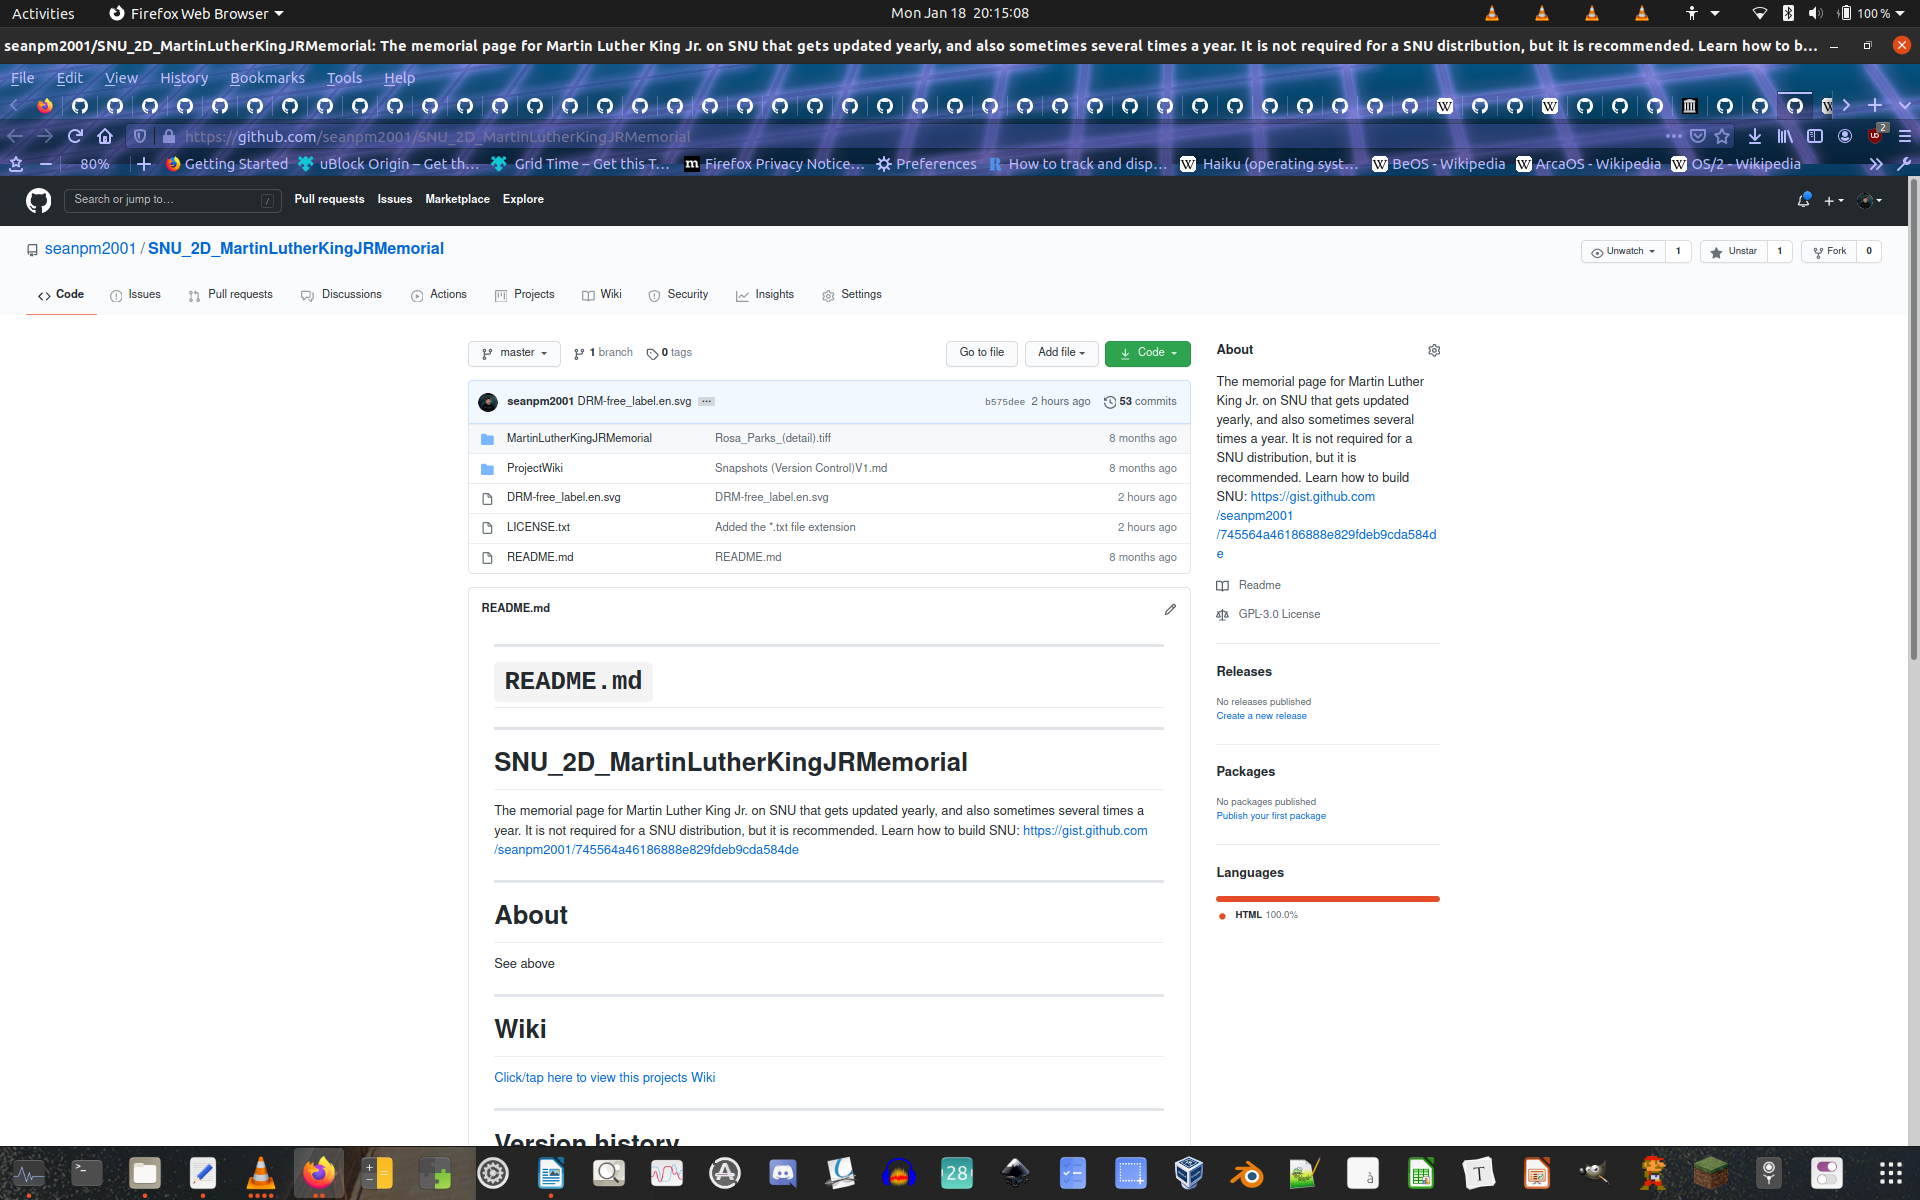 Activities
Firefox Web Browser
Mon Jan 18 20:15:08
100 %
seanpm2001/SNU_2D_MartinLutherKingJRMemorial: The memorial page for Martin Luther King Jr. on SNU that gets updated yearly, and also sometimes several times a year. It is not required for a SNU distribution, but it is recommended. Learn how to b…
File Edit View History Bookmarks Tools Help
https://github.com/seanpm2001/SNU_2D_MartinLutherKingJRMemorial
2
80%
Getting Started
uBlock Origin – Get th…
Grid Time – Get this T…
Firefox Privacy Notice…
Preferences
How to track and disp…
Haiku (operating syst…
BeOS - Wikipedia
ArcaOS - Wikipedia
OS/2 - Wikipedia
Search or jump to… /
Pull requests Issues Marketplace Explore
seanpm2001 / SNU_2D_MartinLutherKingJRMemorial
Unwatch 1
Unstar 1
Fork 0
Code Issues Pull requests Discussions Actions Projects Wiki Security Insights Settings
master
1 branch
0 tags
Go to file
Add file
Code
seanpm2001 DRM-free_label.en.svg ···
b575dee 2 hours ago 53 commits
MartinLutherKingJRMemorial Rosa_Parks_(detail).tiff 8 months ago
ProjectWiki Snapshots (Version Control)V1.md 8 months ago
DRM-free_label.en.svg DRM-free_label.en.svg 2 hours ago
LICENSE.txt Added the *.txt file extension 2 hours ago
README.md README.md 8 months ago
README.md
README.md
SNU_2D_MartinLutherKingJRMemorial
The memorial page for Martin Luther King Jr. on SNU that gets updated yearly, and also sometimes several times a
year. It is not required for a SNU distribution, but it is recommended. Learn how to build SNU: https://gist.github.com
/seanpm2001/745564a46186888e829fdeb9cda584de
About
See above
Wiki
Click/tap here to view this projects Wiki
Version history
About
The memorial page for Martin Luther
King Jr. on SNU that gets updated
yearly, and also sometimes several
times a year. It is not required for a
SNU distribution, but it is
recommended. Learn how to build
SNU: https://gist.github.com
/seanpm2001
/745564a46186888e829fdeb9cda584d
e
Readme
GPL-3.0 License
Releases
No releases published
Create a new release
Packages
No packages published
Publish your first package
Languages
HTML 100.0%
28